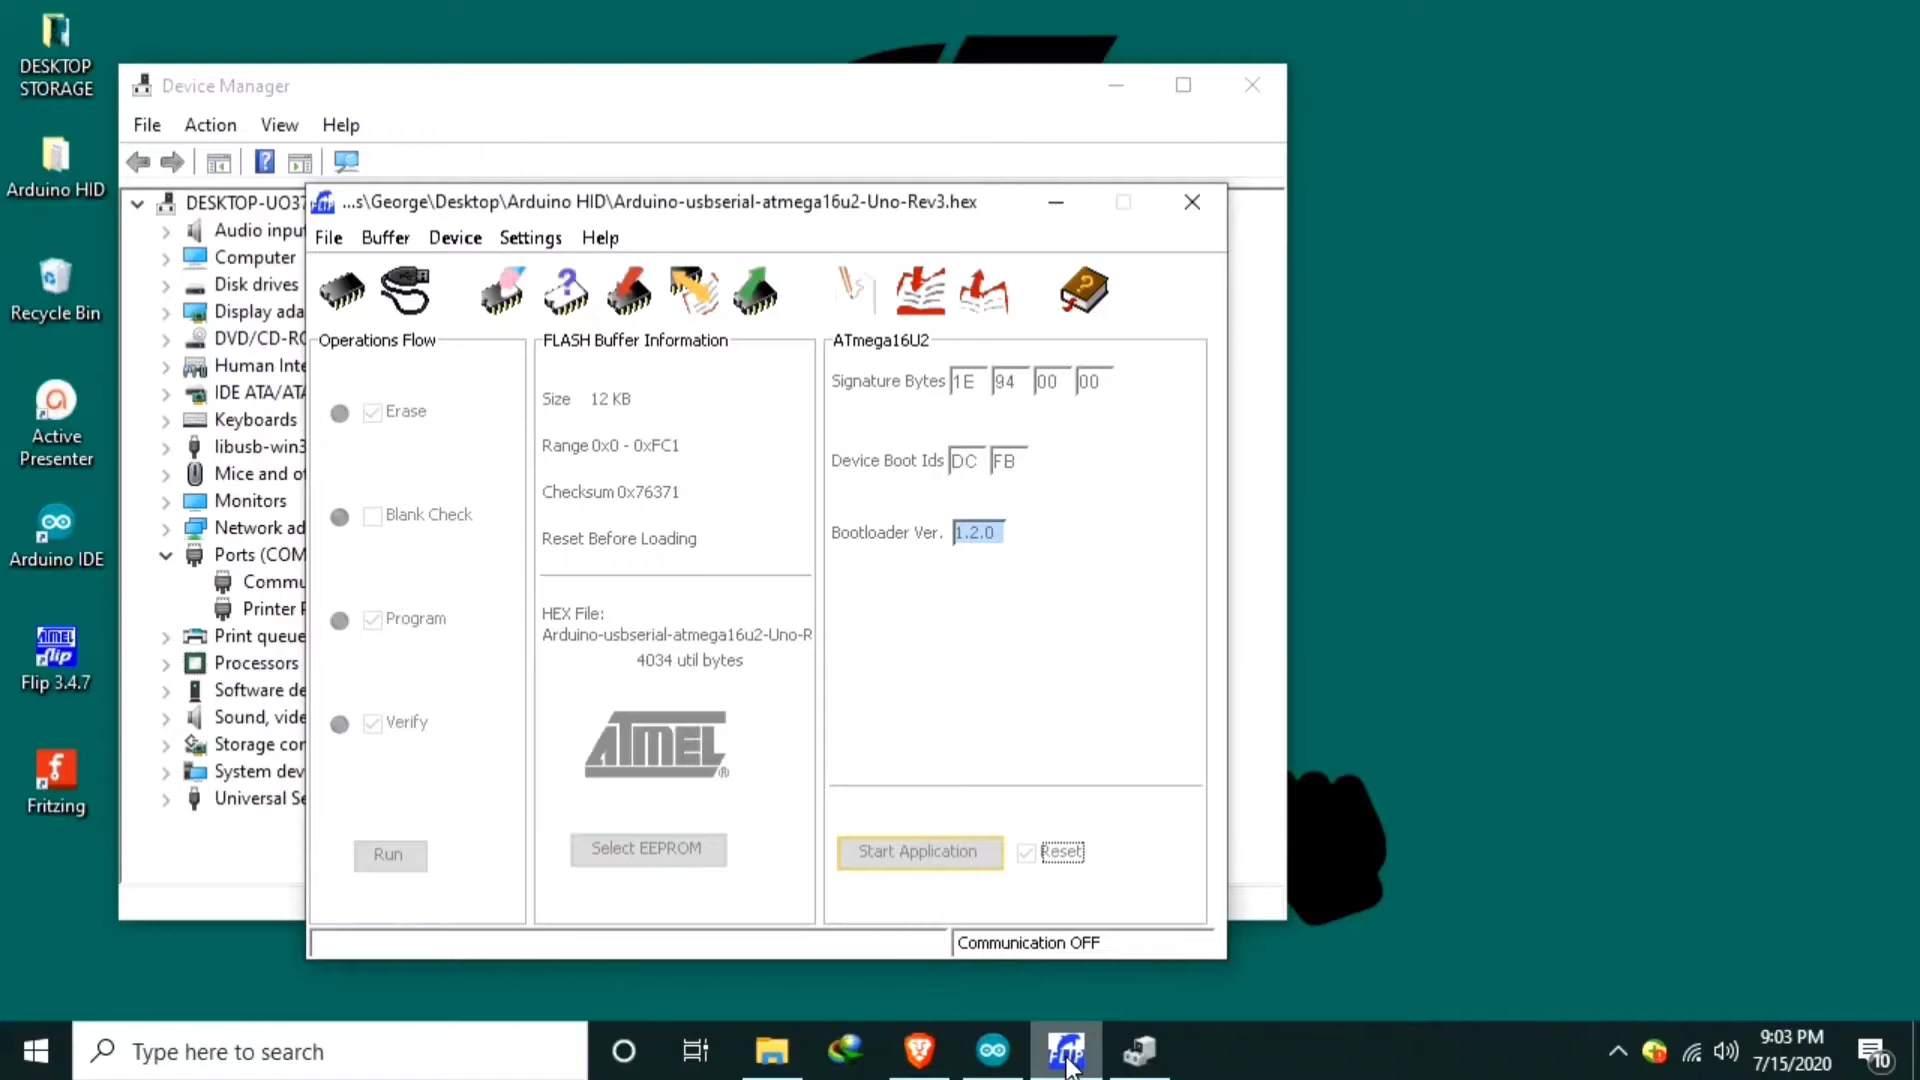 DESKTOP
STORAGE
Arduino HID
Recycle Bin
Active
Presenter
Arduino IDE
ATMEL
flip
Flip 3.4.7
Fritzing
Device Manager
File Action View Help
DESKTOP-UO37
Audio inpu
Computer
Disk drives
Display ada
DVD/CD-RO
Human Inte
IDE ATA/ATA
Keyboards
libusb-win3
Mice and ot
Monitors
Network ad
Ports (COM
Commu
Printer P
Print queue
Processors
Software de
Sound, vide
Storage con
System dev
Universal Se
...s\George\Desktop\Arduino HID\Arduino-usbserial-atmega16u2-Uno-Rev3.hex
File Buffer Device Settings Help
Operations Flow
Erase
Blank Check
Program
Verify
Run
FLASH Buffer Information
Size 12 KB
Range 0x0 - 0xFC1
Checksum 0x76371
Reset Before Loading
HEX File:
Arduino-usbserial-atmega16u2-Uno-R
4034 util bytes
ATMEL®
Select EEPROM
ATmega16U2
Signature Bytes 1E 94 00 00
Device Boot Ids DC FB
Bootloader Ver. 1.2.0
Start Application Reset
Communication OFF
Type here to search
FLIP
9:03 PM
7/15/2020
10